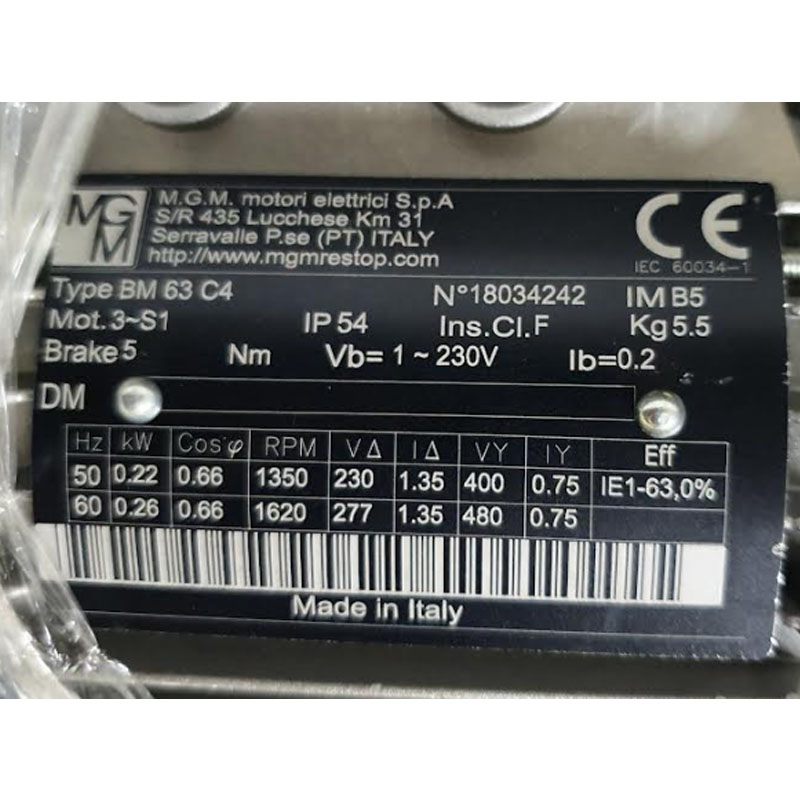 MGM
M.G.M. motori elettrici S.p.A
S/R 435 Lucchese Km 31
Serravalle P.se (PT) ITALY
http://www.mgmrestop.com
CE
IEC 60034-1
Type BM 63 C4 N°18034242 IM B5
Mot. 3~S1 IP 54 Ins.Cl.F Kg 5.5
Brake 5 Nm Vb= 1 ~ 230V Ib=0.2
DM
Hz kW Cosφ RPM V Δ I Δ VY IY Eff
50 0.22 0.66 1350 230 1.35 400 0.75 IE1-63,0%
60 0.26 0.66 1620 277 1.35 480 0.75
Made in Italy